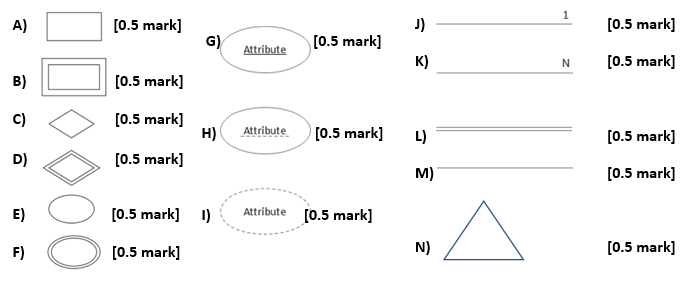 A) [0.5 mark]
B) [0.5 mark]
C) [0.5 mark]
D) [0.5 mark]
E) [0.5 mark]
F) [0.5 mark]
G) Attribute [0.5 mark]
H) Attribute [0.5 mark]
I) Attribute [0.5 mark]
J) 1 [0.5 mark]
K) N [0.5 mark]
L) [0.5 mark]
M) [0.5 mark]
N) [0.5 mark]